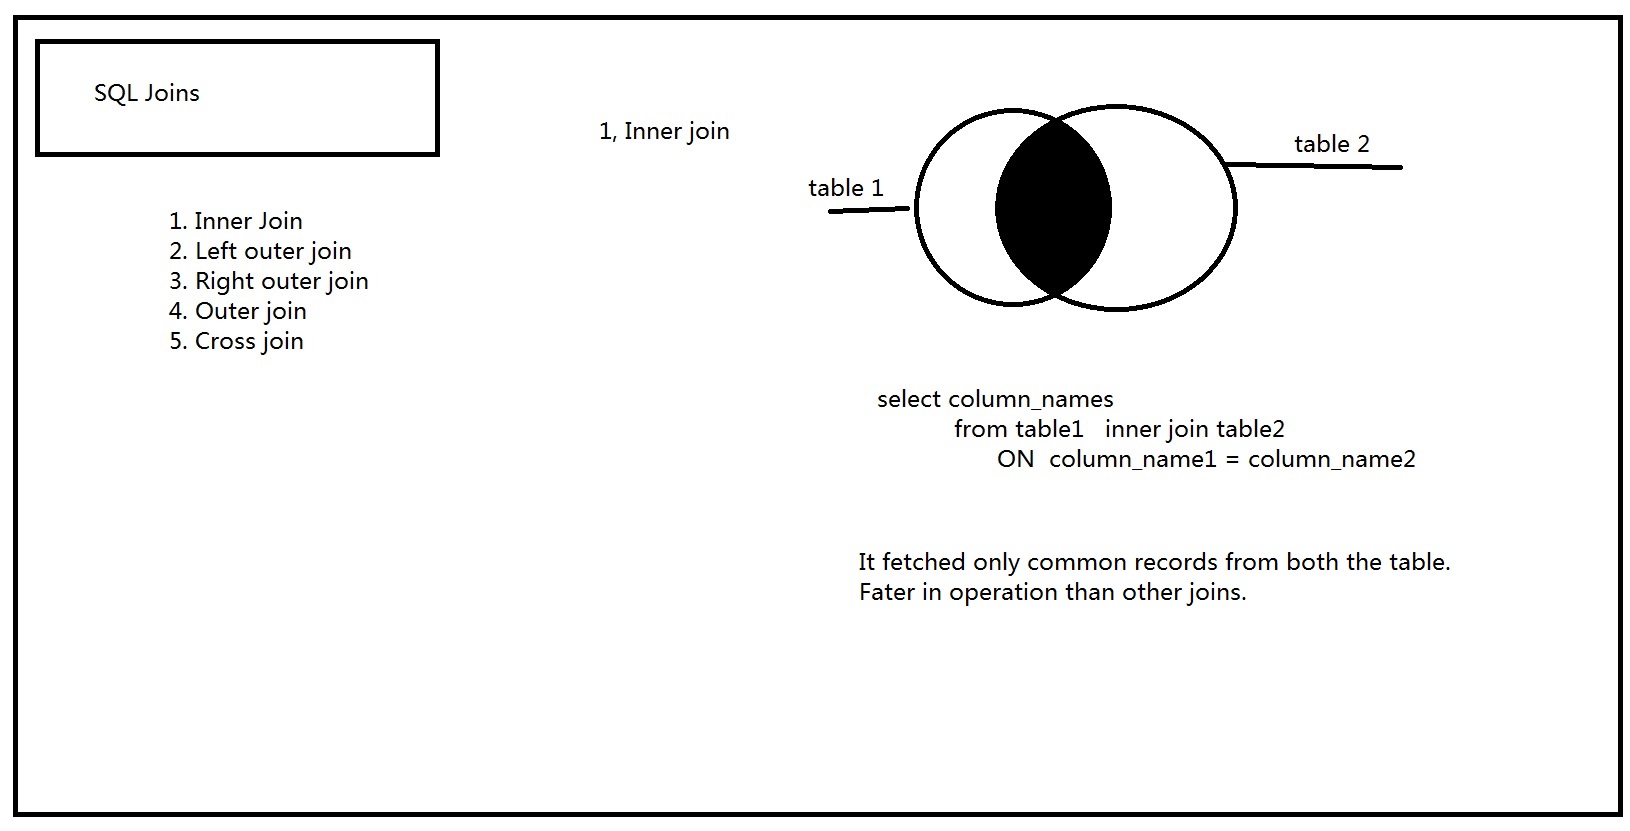 SQL Joins
1. Inner Join
2. Left outer join
3. Right outer join
4. Outer join
5. Cross join
1, Inner join
table 1
table 2
select column_names
from table1   inner join table2
ON  column_name1 = column_name2
It fetched only common records from both the table.
Fater in operation than other joins.